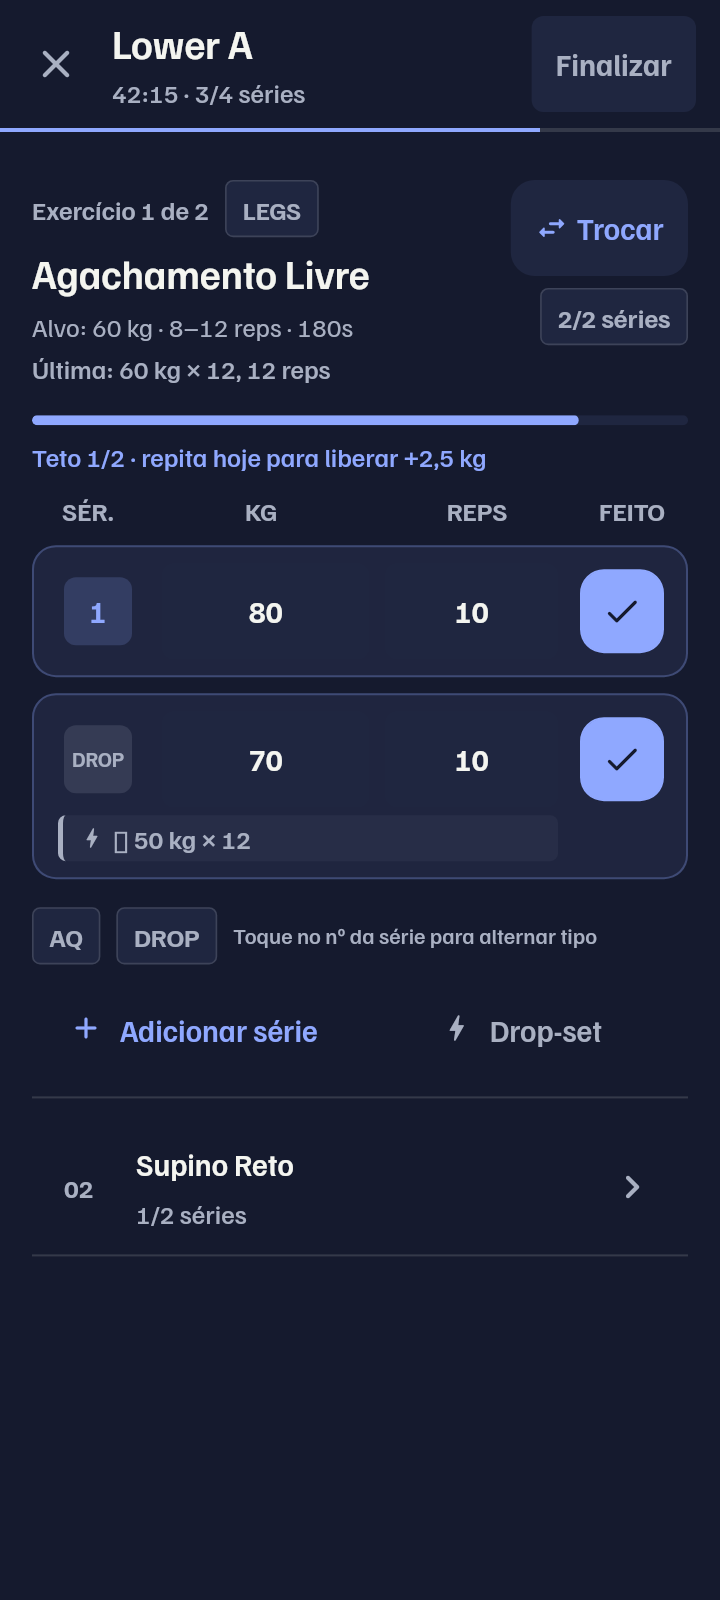 Lower A
42:15 · 3/4 séries
Finalizar
Exercício 1 de 2
LEGS
Trocar
Agachamento Livre
2/2 séries
Alvo: 60 kg · 8–12 reps · 180s
Última: 60 kg × 12, 12 reps
Teto 1/2 · repita hoje para liberar +2,5 kg
SÉR. KG REPS FEITO
1 80 10
DROP 70 10
50 kg × 12
AQ DROP Toque no nº da série para alternar tipo
Adicionar série
Drop-set
02
Supino Reto
1/2 séries